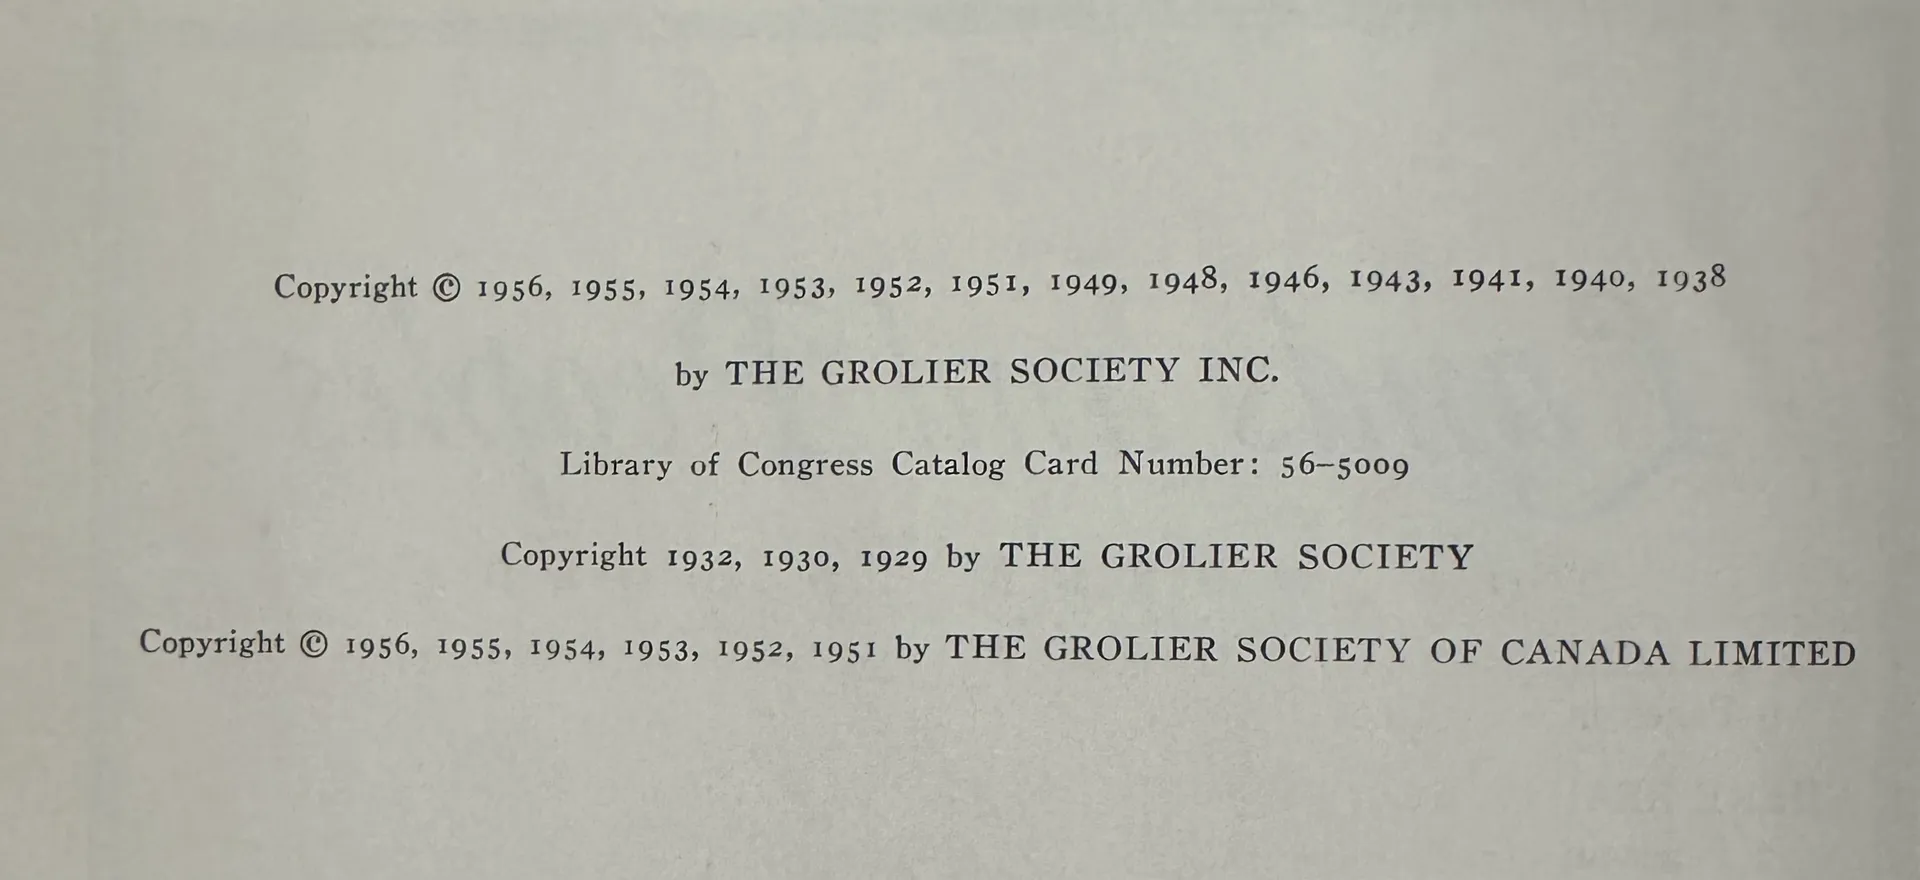 Copyright © 1956, 1955, 1954, 1953, 1952, 1951, 1949, 1948, 1946, 1943, 1941, 1940, 1938
by THE GROLIER SOCIETY INC.
Library of Congress Catalog Card Number: 56–5009
Copyright 1932, 1930, 1929 by THE GROLIER SOCIETY
Copyright © 1956, 1955, 1954, 1953, 1952, 1951 by THE GROLIER SOCIETY OF CANADA LIMITED